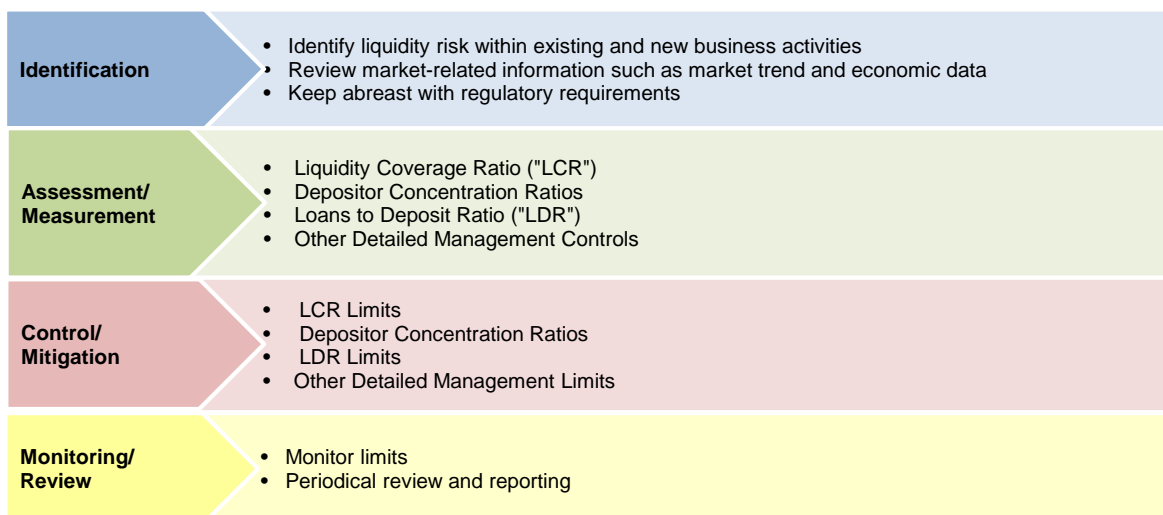 Identification
• Identify liquidity risk within existing and new business activities
• Review market-related information such as market trend and economic data
• Keep abreast with regulatory requirements
Assessment/
Measurement
• Liquidity Coverage Ratio ("LCR")
• Depositor Concentration Ratios
• Loans to Deposit Ratio ("LDR")
• Other Detailed Management Controls
Control/
Mitigation
• LCR Limits
• Depositor Concentration Ratios
• LDR Limits
• Other Detailed Management Limits
Monitoring/
Review
• Monitor limits
• Periodical review and reporting